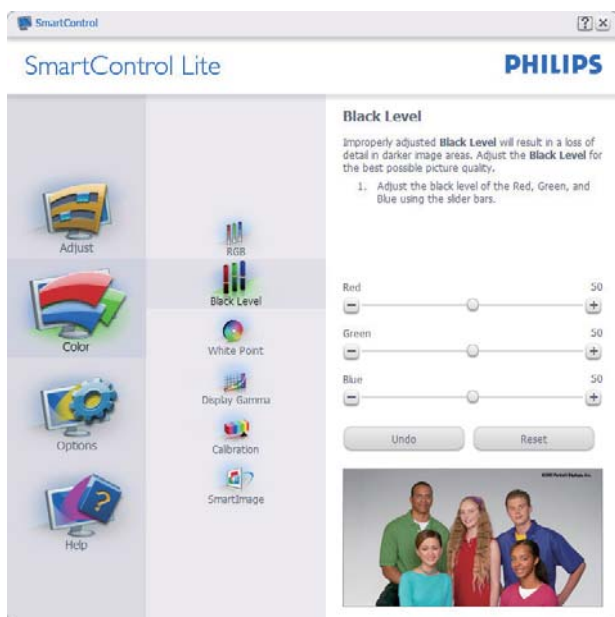 SmartControl
SmartControl Lite
PHILIPS
Adjust
Color
Options
Help
RGB
Black Level
White Point
Display Gamma
Calibration
SmartImage
Black Level
Improperly adjusted Black Level will result in a loss of
detail in darker image areas. Adjust the Black Level for
the best possible picture quality.
1. Adjust the black level of the Red, Green, and
Blue using the slider bars.
Red 50
Green 50
Blue 50
Undo Reset